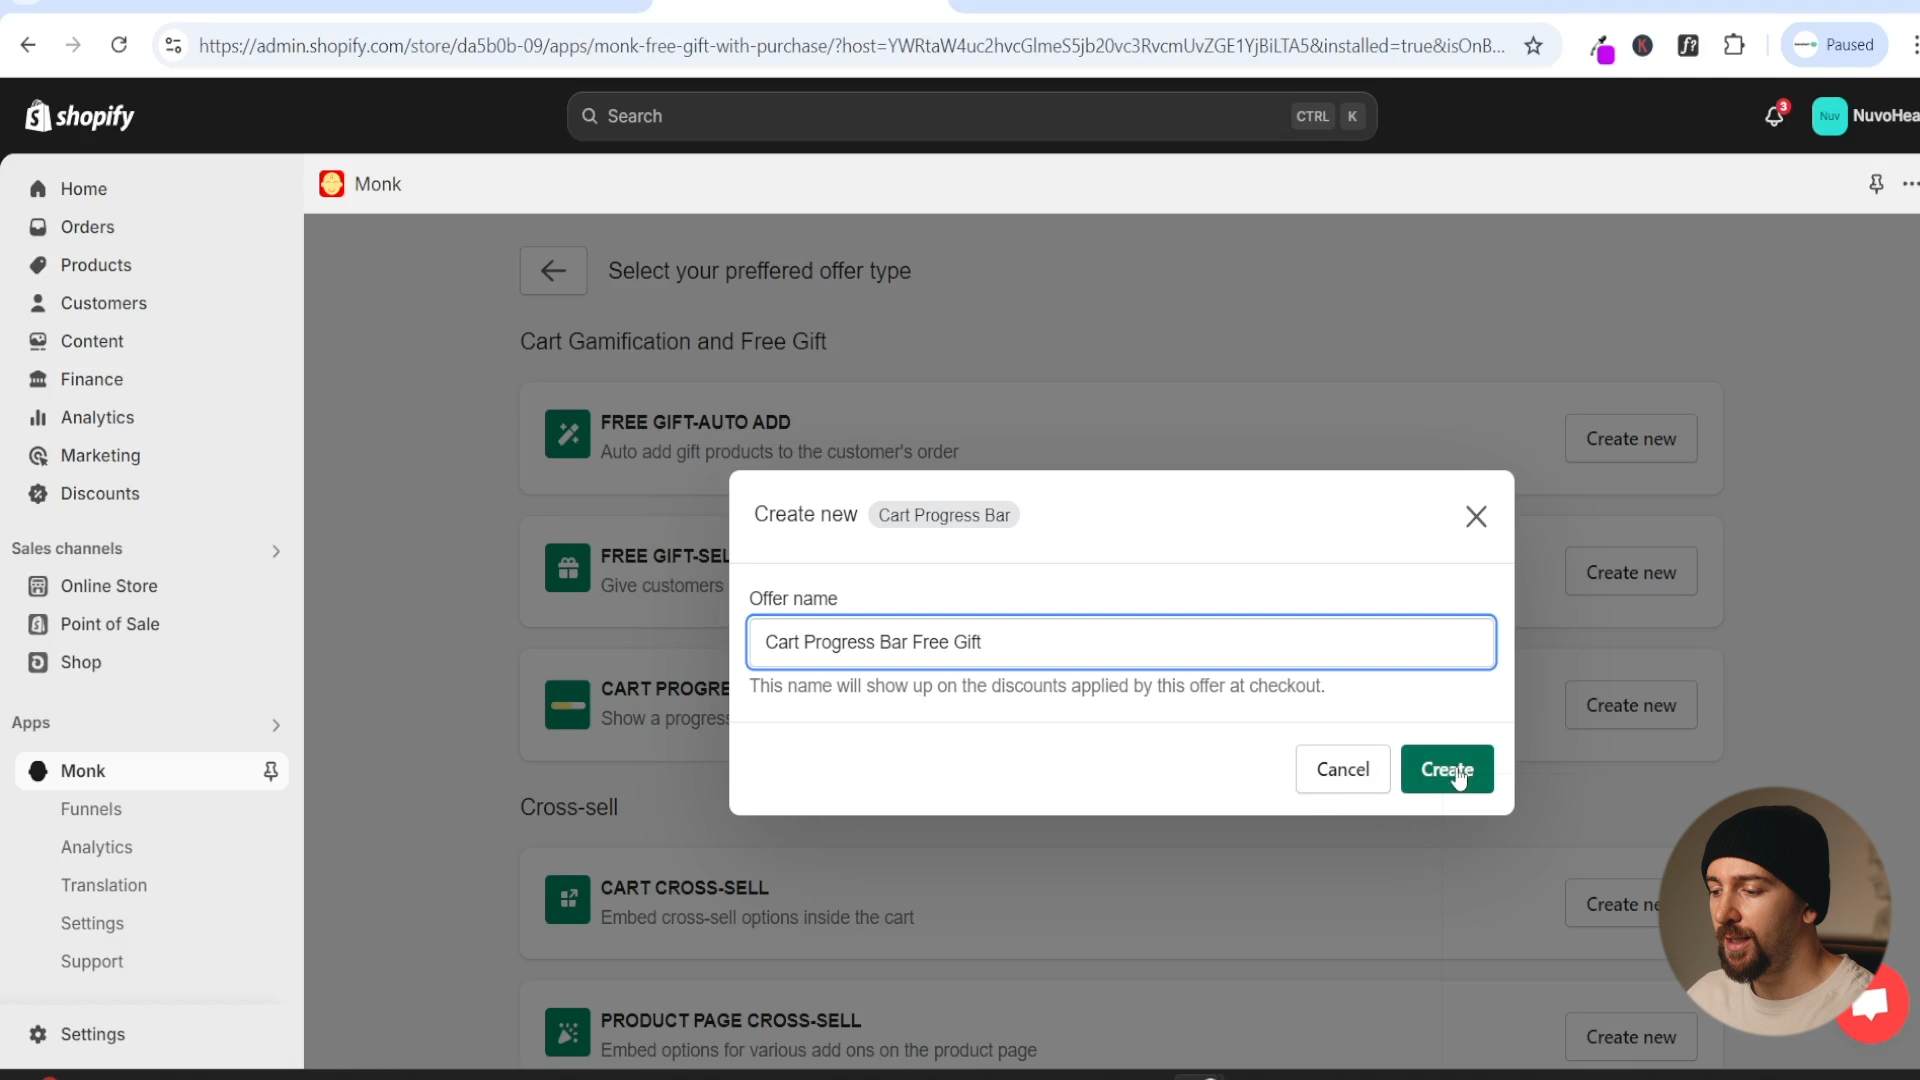 https://admin.shopify.com/store/da5b0b-09/apps/monk-free-gift-with-purchase/?host=YWRtaW4uc2hvcGlmeS5jb20vc3RvcmUvZGE1YjBiLTA5&installed=true&isOnB...
Paused
shopify
Search
CTRL K
3
Nuv
NuvoHea
Home
Orders
Products
Customers
Content
Finance
Analytics
Marketing
Discounts
Sales channels
Online Store
Point of Sale
Shop
Apps
Monk
Funnels
Analytics
Translation
Settings
Support
Settings
Monk
Select your preffered offer type
Cart Gamification and Free Gift
FREE GIFT-AUTO ADD
Auto add gift products to the customer's order
Create new
FREE GIFT-SEL
Give customers
Create new
CART PROGRE
Show a progress
Create new
Create new Cart Progress Bar
Offer name
Cart Progress Bar Free Gift
This name will show up on the discounts applied by this offer at checkout.
Cancel
Create
Cross-sell
CART CROSS-SELL
Embed cross-sell options inside the cart
Create ne
PRODUCT PAGE CROSS-SELL
Embed options for various add ons on the product page
Create new